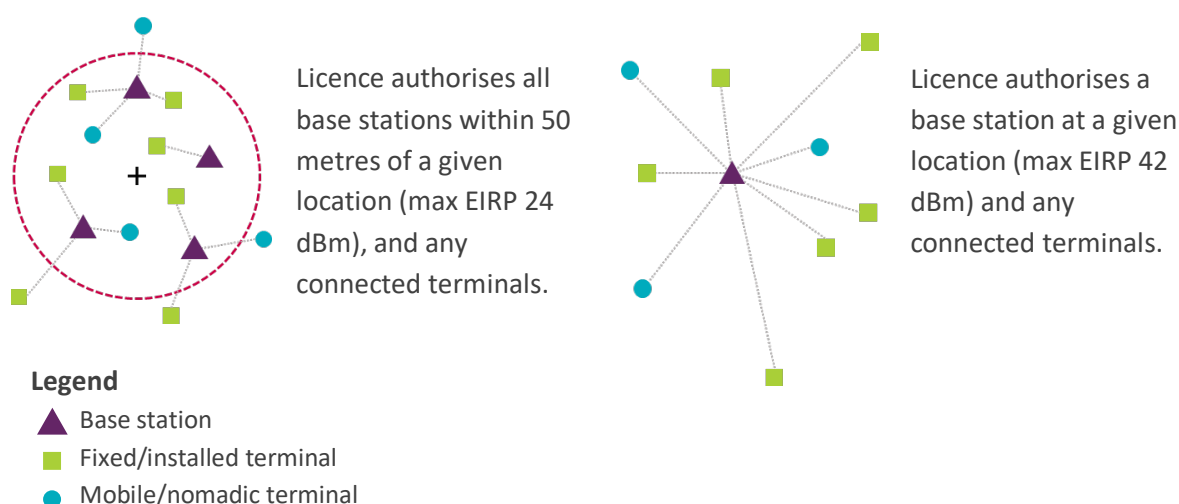 Licence authorises all
base stations within 50
metres of a given
location (max EIRP 24
dBm), and any
connected terminals.
Licence authorises a
base station at a given
location (max EIRP 42
dBm) and any
connected terminals.
Legend
Base station
Fixed/installed terminal
Mobile/nomadic terminal